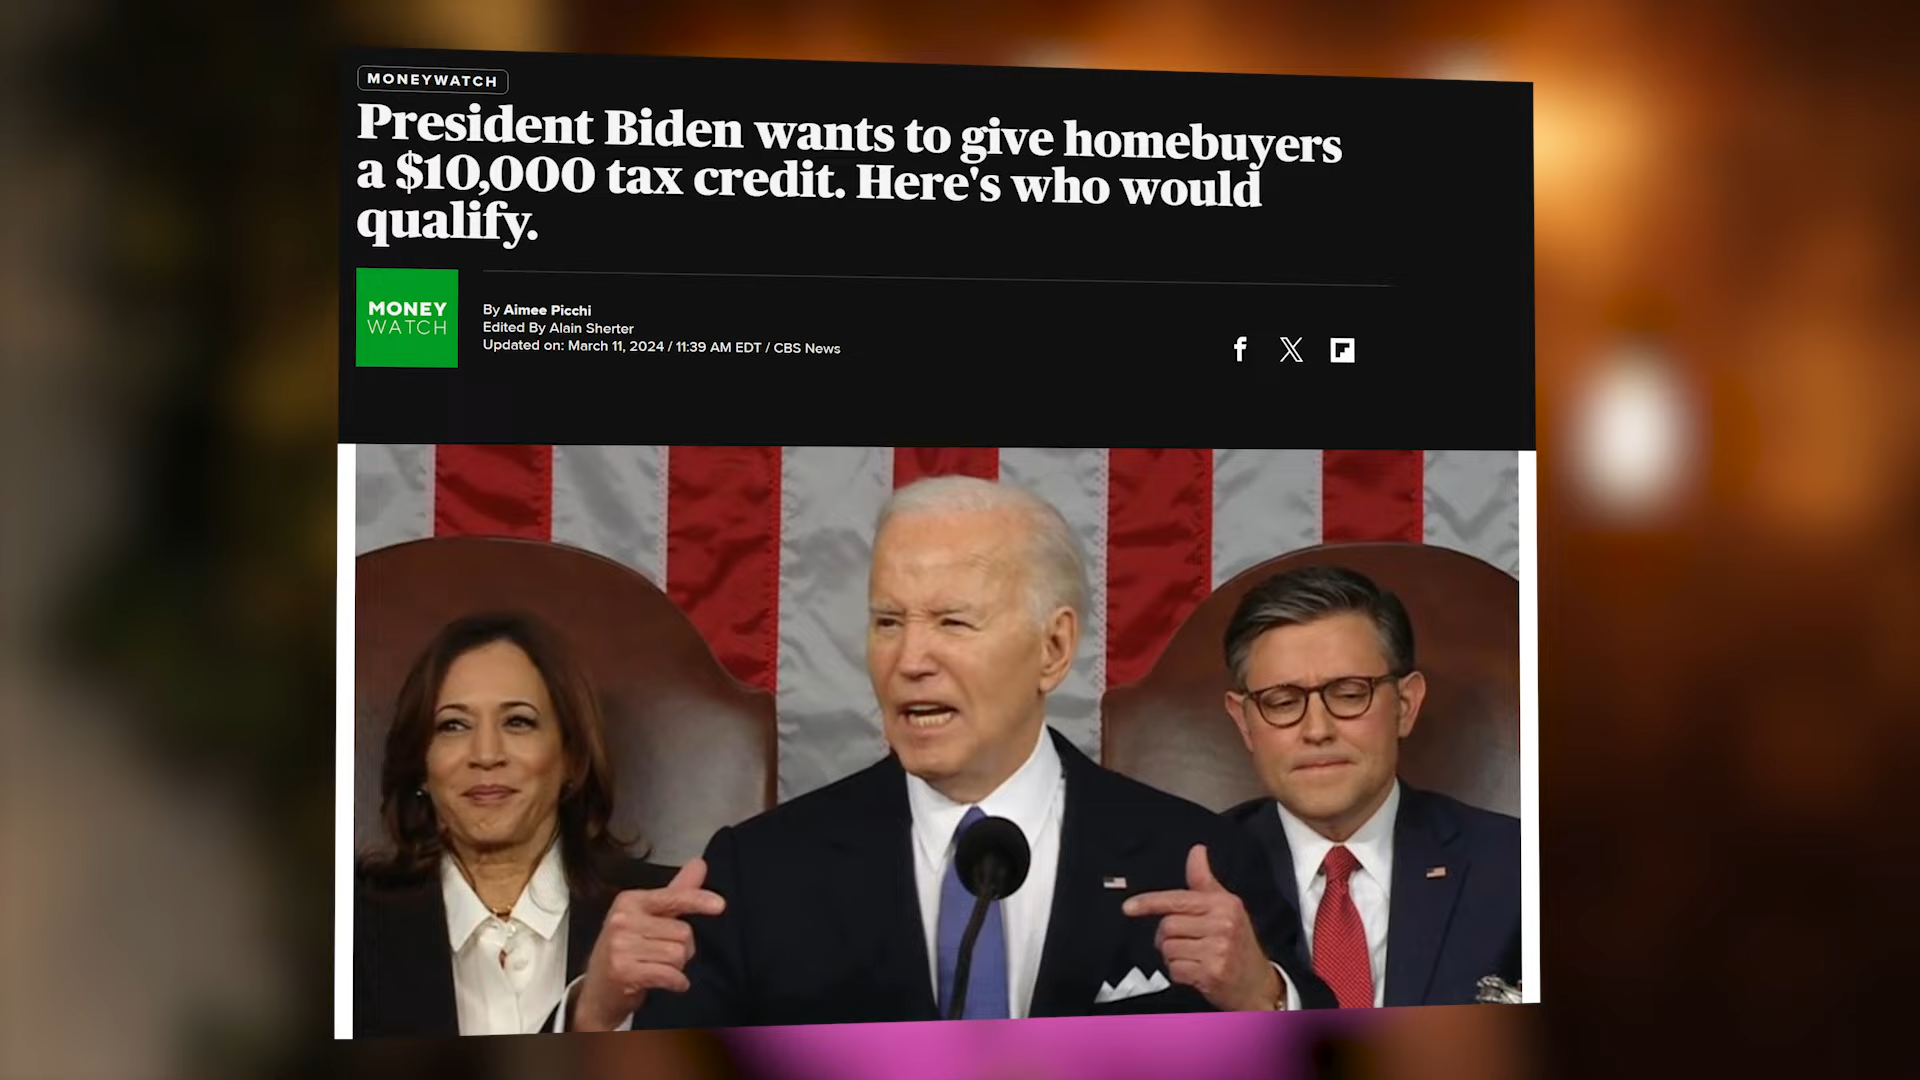 MONEYWATCH
President Biden wants to give homebuyers
a $10,000 tax credit. Here's who would
qualify.
MONEY
WATCH
By Aimee Picchi
Edited By Alain Sherter
Updated on: March 11, 2024 / 11:39 AM EDT / CBS News